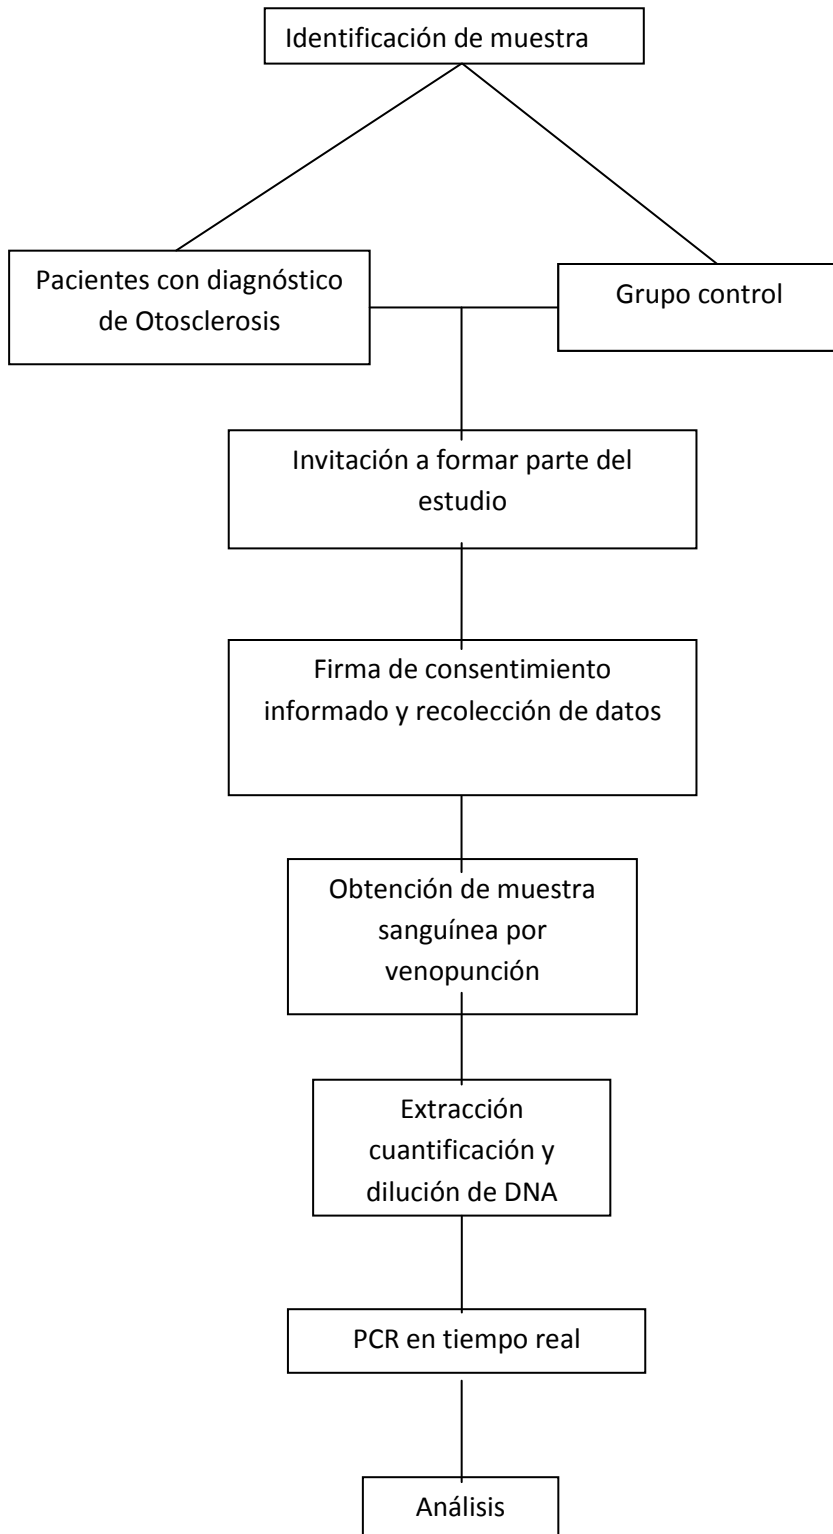 Identificación de muestra
Pacientes con diagnóstico
de Otosclerosis
Grupo control
Invitación a formar parte del
estudio
Firma de consentimiento
informado y recolección de datos
Obtención de muestra
sanguínea por
venopunción
Extracción
cuantificación y
dilución de DNA
PCR en tiempo real
Análisis